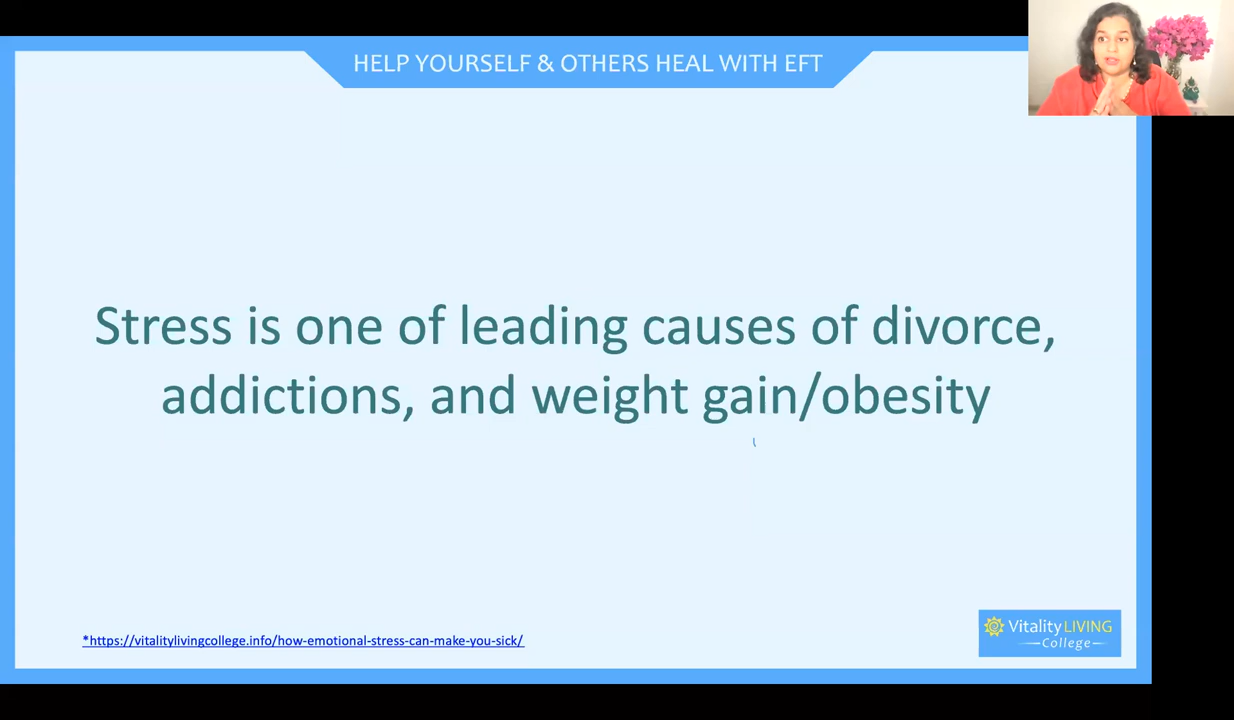 HELP YOURSELF & OTHERS HEAL WITH EFT
Stress is one of leading causes of divorce,
addictions, and weight gain/obesity
*https://vitalitylivingcollege.info/how-emotional-stress-can-make-you-sick/
Vitality LIVING
College